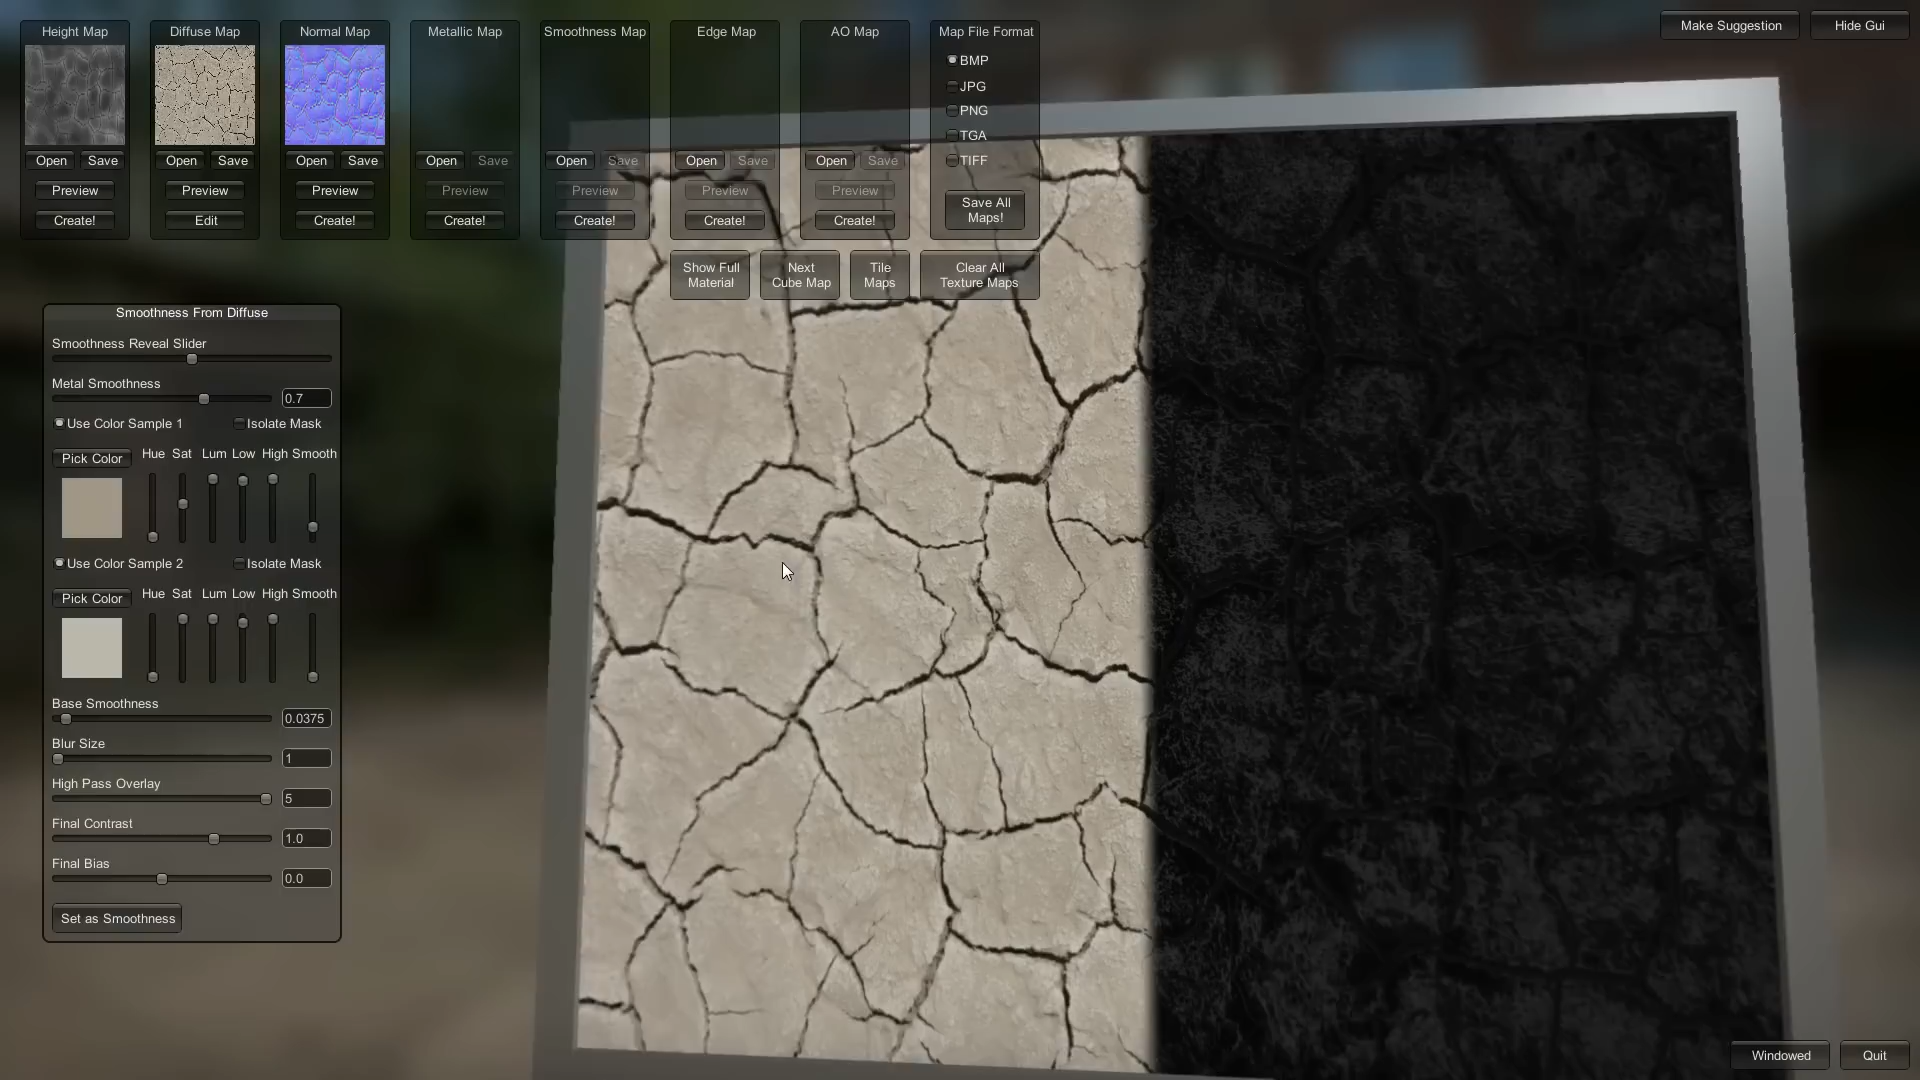 Height Map
Diffuse Map
Normal Map
Metallic Map
Smoothness Map
Edge Map
AO Map
Map File Format
Make Suggestion
Hide Gui
BMP
JPG
PNG
TGA
TIFF
Open Save
Open Save
Open Save
Open Save
Open Save
Open Save
Open Save
Preview
Preview
Preview
Preview
Preview
Preview
Preview
Save All
Maps!
Create!
Edit
Create!
Create!
Create!
Create!
Create!
Show Full
Material
Next
Cube Map
Tile
Maps
Clear All
Texture Maps
Smoothness From Diffuse
Smoothness Reveal Slider
Metal Smoothness
0.7
Use Color Sample 1
Isolate Mask
Pick Color
Hue Sat Lum Low High Smooth
Use Color Sample 2
Isolate Mask
Pick Color
Hue Sat Lum Low High Smooth
Base Smoothness
0.0375
Blur Size
1
High Pass Overlay
5
Final Contrast
1.0
Final Bias
0.0
Set as Smoothness
Windowed
Quit